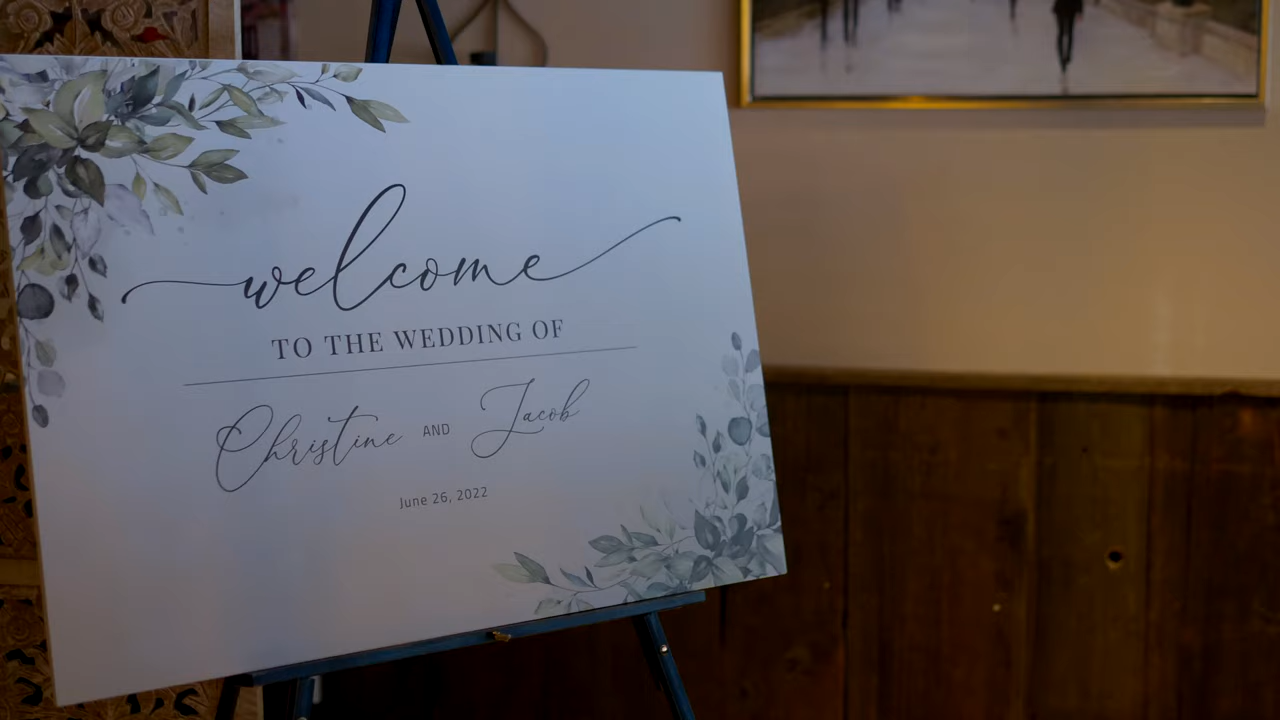 welcome
TO THE WEDDING OF
Christine AND Jacob
June 26, 2022